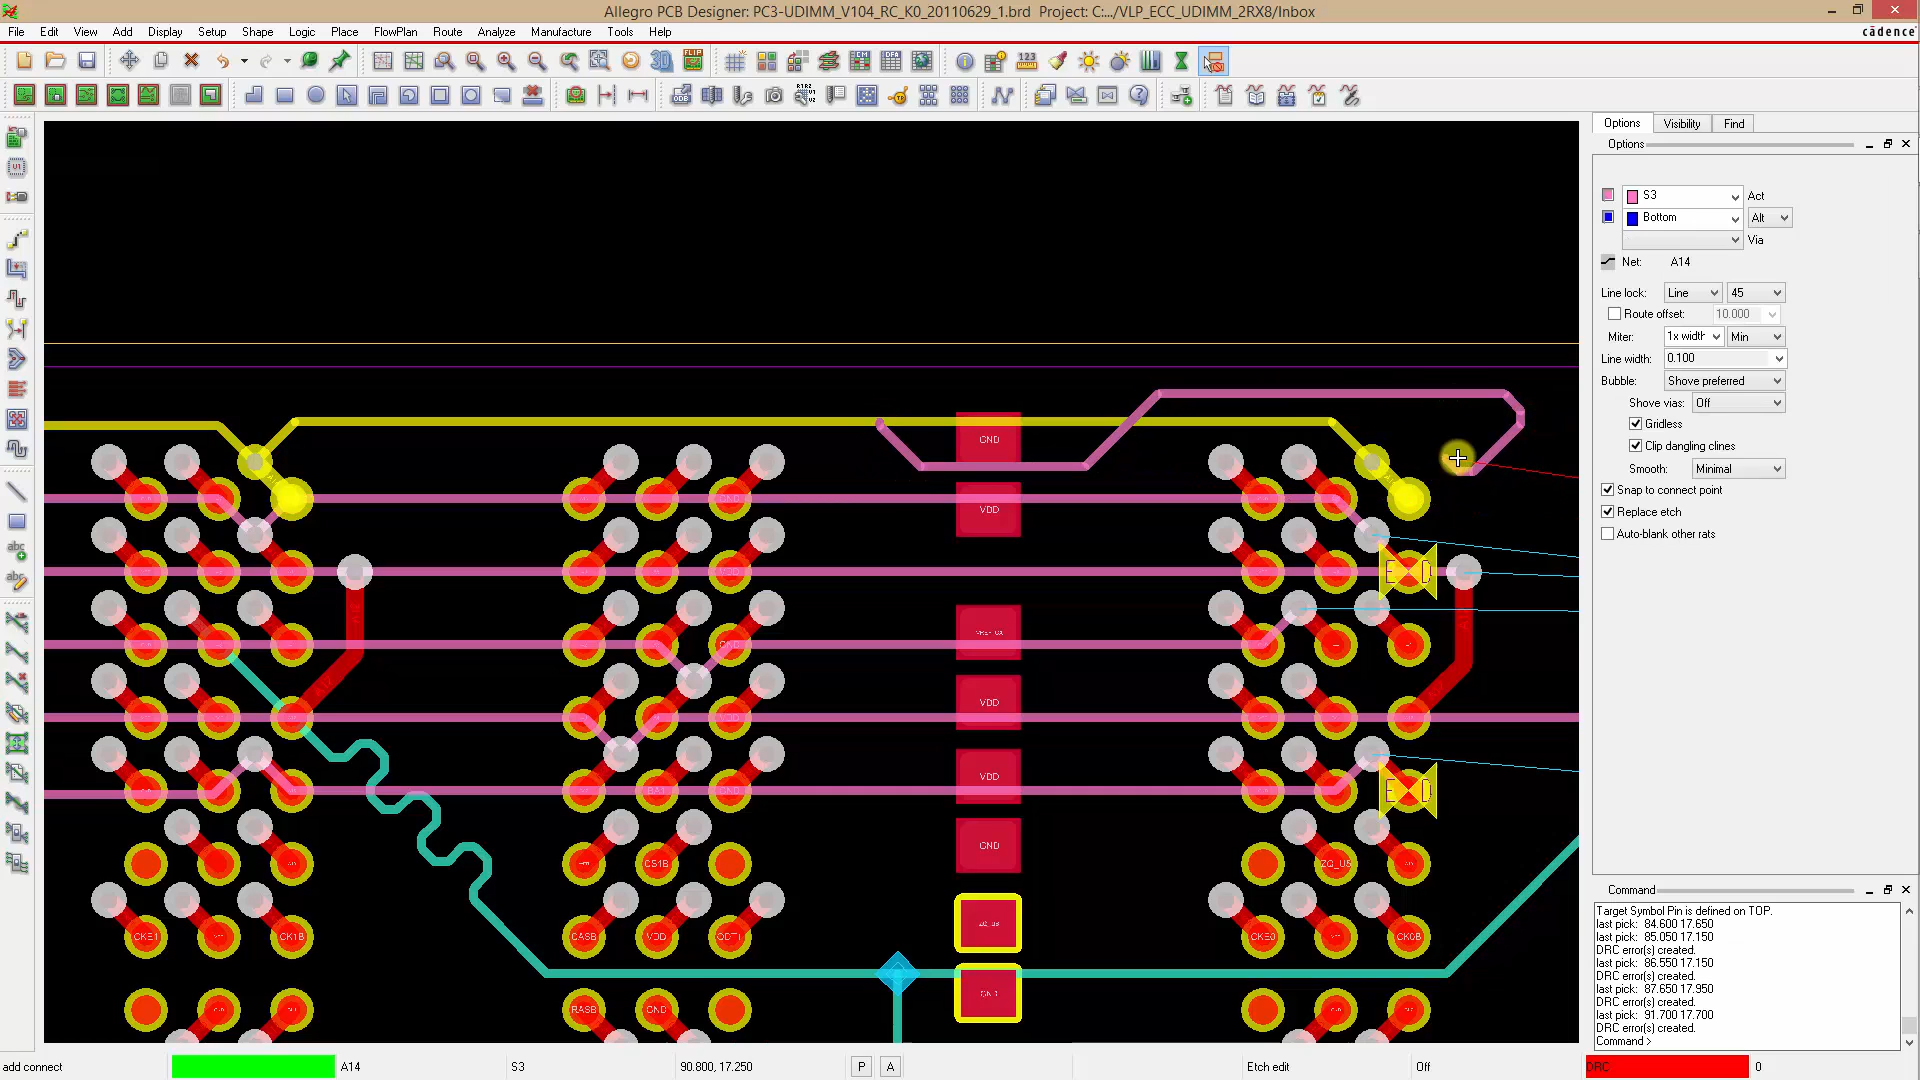 Allegro PCB Designer: PC3-UDIMM_V104_RC_K0_20110629_1.brd Project: C:.../VLP_ECC_UDIMM_2RX8/Inbox
File Edit View Add Display Setup Shape Logic Place FlowPlan Route Analyze Manufacture Tools Help
cādence
Options Visibility Find
Options
S3 Act
Bottom Alt
Via
Net: A14
Line lock: Line 45
Route offset: 10.000
Miter: 1x width Min
Line width: 0.100
Bubble: Shove preferred
Shove vias: Off
Gridless
Clip dangling clines
Smooth: Minimal
Snap to connect point
Replace etch
Auto-blank other rats
GND
VDD
VDD
VDD
GND
GND
CS1B
ZQ_U5
CKE1
CK1B
CASB
VDD
ODT1
CKE0
CK0B
RASB
GND
Command
Target Symbol Pin is defined on TOP.
last pick: 84.600 17.650
last pick: 85.050 17.150
DRC error(s) created.
last pick: 86.550 17.150
DRC error(s) created.
last pick: 87.650 17.950
DRC error(s) created.
last pick: 91.700 17.700
DRC error(s) created.
Command >
add connect A14 S3 90.800, 17.250 P A Etch edit Off DRC 0